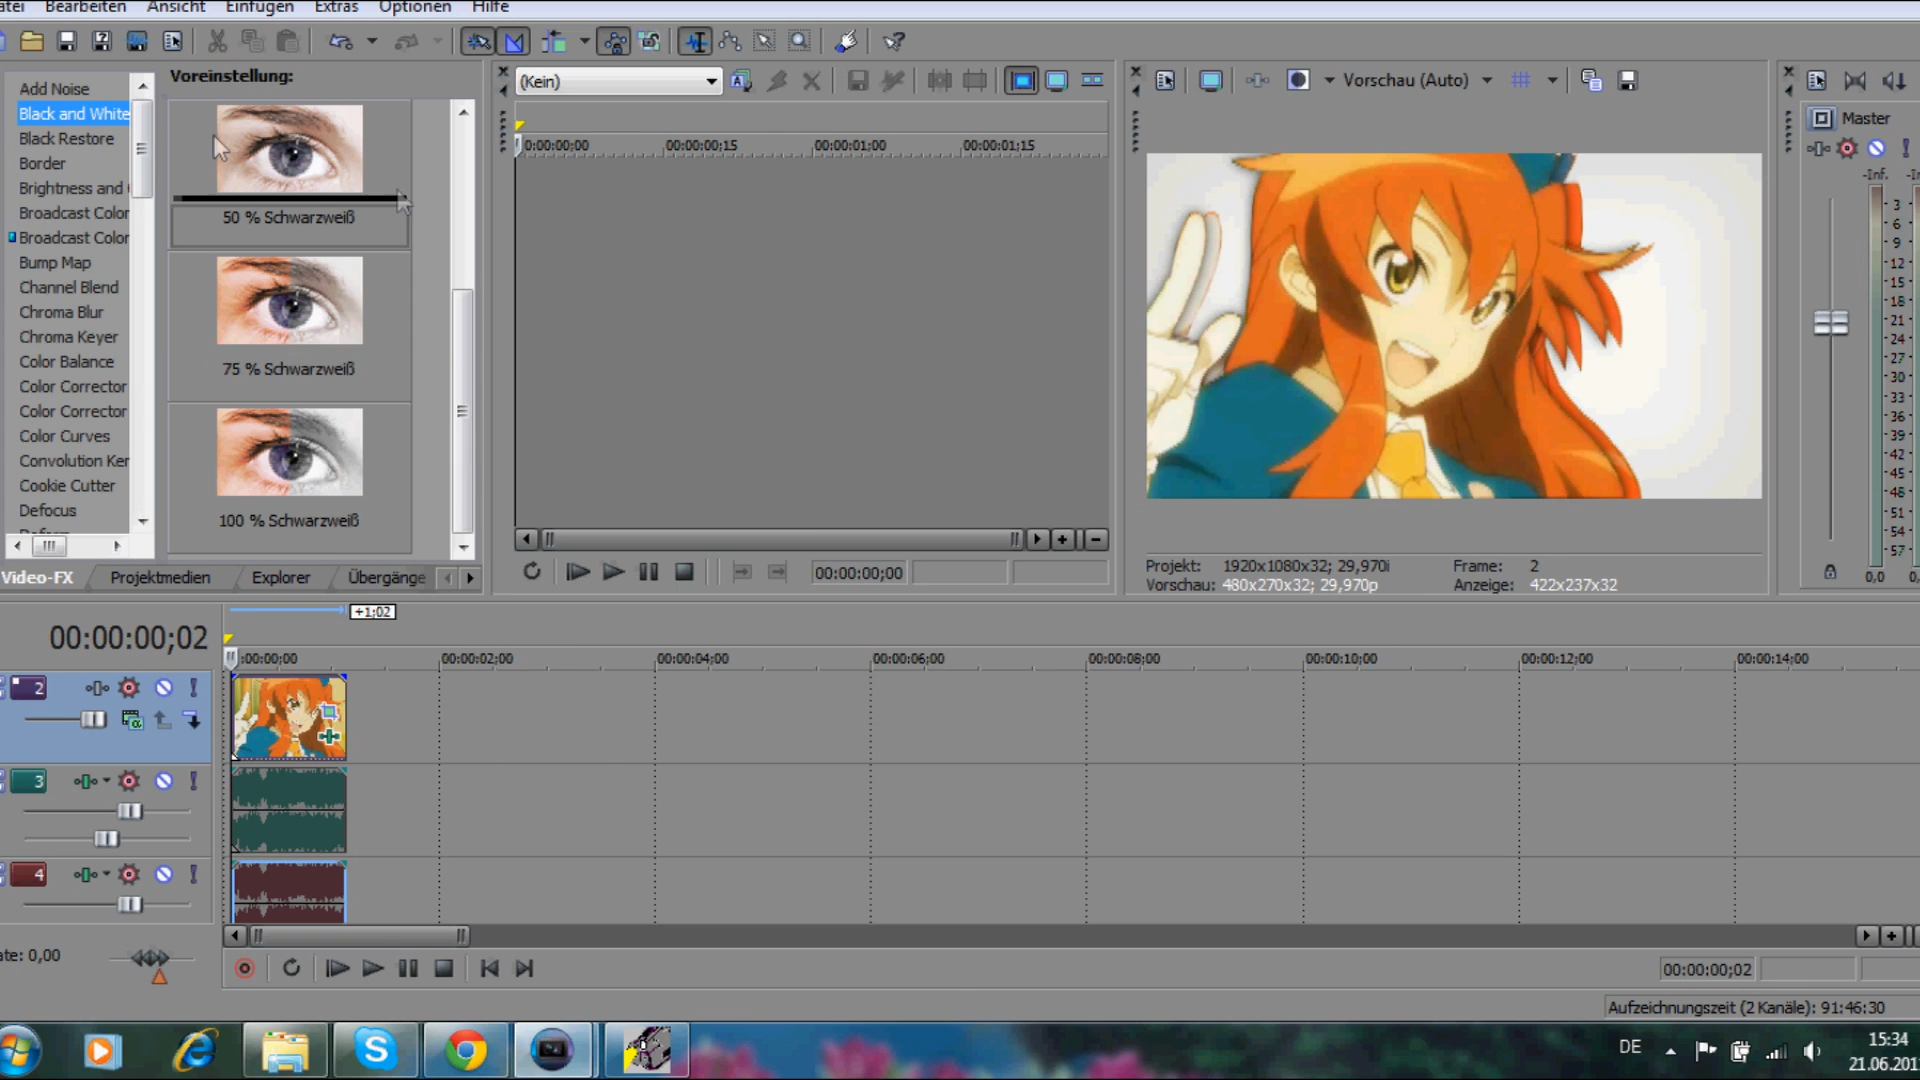 Bearbeiten Ansicht Einfügen Extras Optionen Hilfe
Voreinstellung:
Add Noise
Black and White
Black Restore
Border
Brightness and
Broadcast Color
Broadcast Color
Bump Map
Channel Blend
Chroma Blur
Chroma Keyer
Color Balance
Color Corrector
Color Corrector
Color Curves
Convolution Ker
Cookie Cutter
Defocus
50 % Schwarzweiß
75 % Schwarzweiß
100 % Schwarzweiß
Video-FX Projektmedien Explorer Übergänge
(Kein)
0:00:00;00 00:00:00;15 00:00:01;00 00:00:01;15
00:00:00;00
Vorschau (Auto)
Projekt: 1920x1080x32; 29,970i Frame: 2
Vorschau: 480x270x32; 29,970p Anzeige: 422x237x32
Master
-Inf.
3
6
9
12
15
18
21
24
27
30
33
36
39
42
45
48
51
54
57
0,0
+1;02
00:00:00;02
:00:00;00 00:00:02;00 00:00:04;00 00:00:06;00 00:00:08;00 00:00:10;00 00:00:12;00 00:00:14;00
2
3
4
ate: 0,00
00:00:00;02
Aufzeichnungszeit (2 Kanäle): 91:46:30
DE
15:34
21.06.201